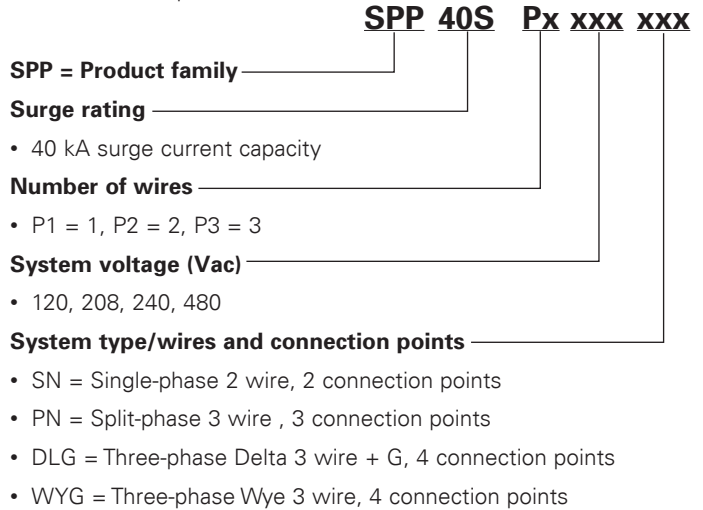 SPP 40S Px xxx xxx
SPP = Product family
Surge rating
• 40 kA surge current capacity
Number of wires
• P1 = 1, P2 = 2, P3 = 3
System voltage (Vac)
• 120, 208, 240, 480
System type/wires and connection points
• SN = Single-phase 2 wire, 2 connection points
• PN = Split-phase 3 wire , 3 connection points
• DLG = Three-phase Delta 3 wire + G, 4 connection points
• WYG = Three-phase Wye 3 wire, 4 connection points